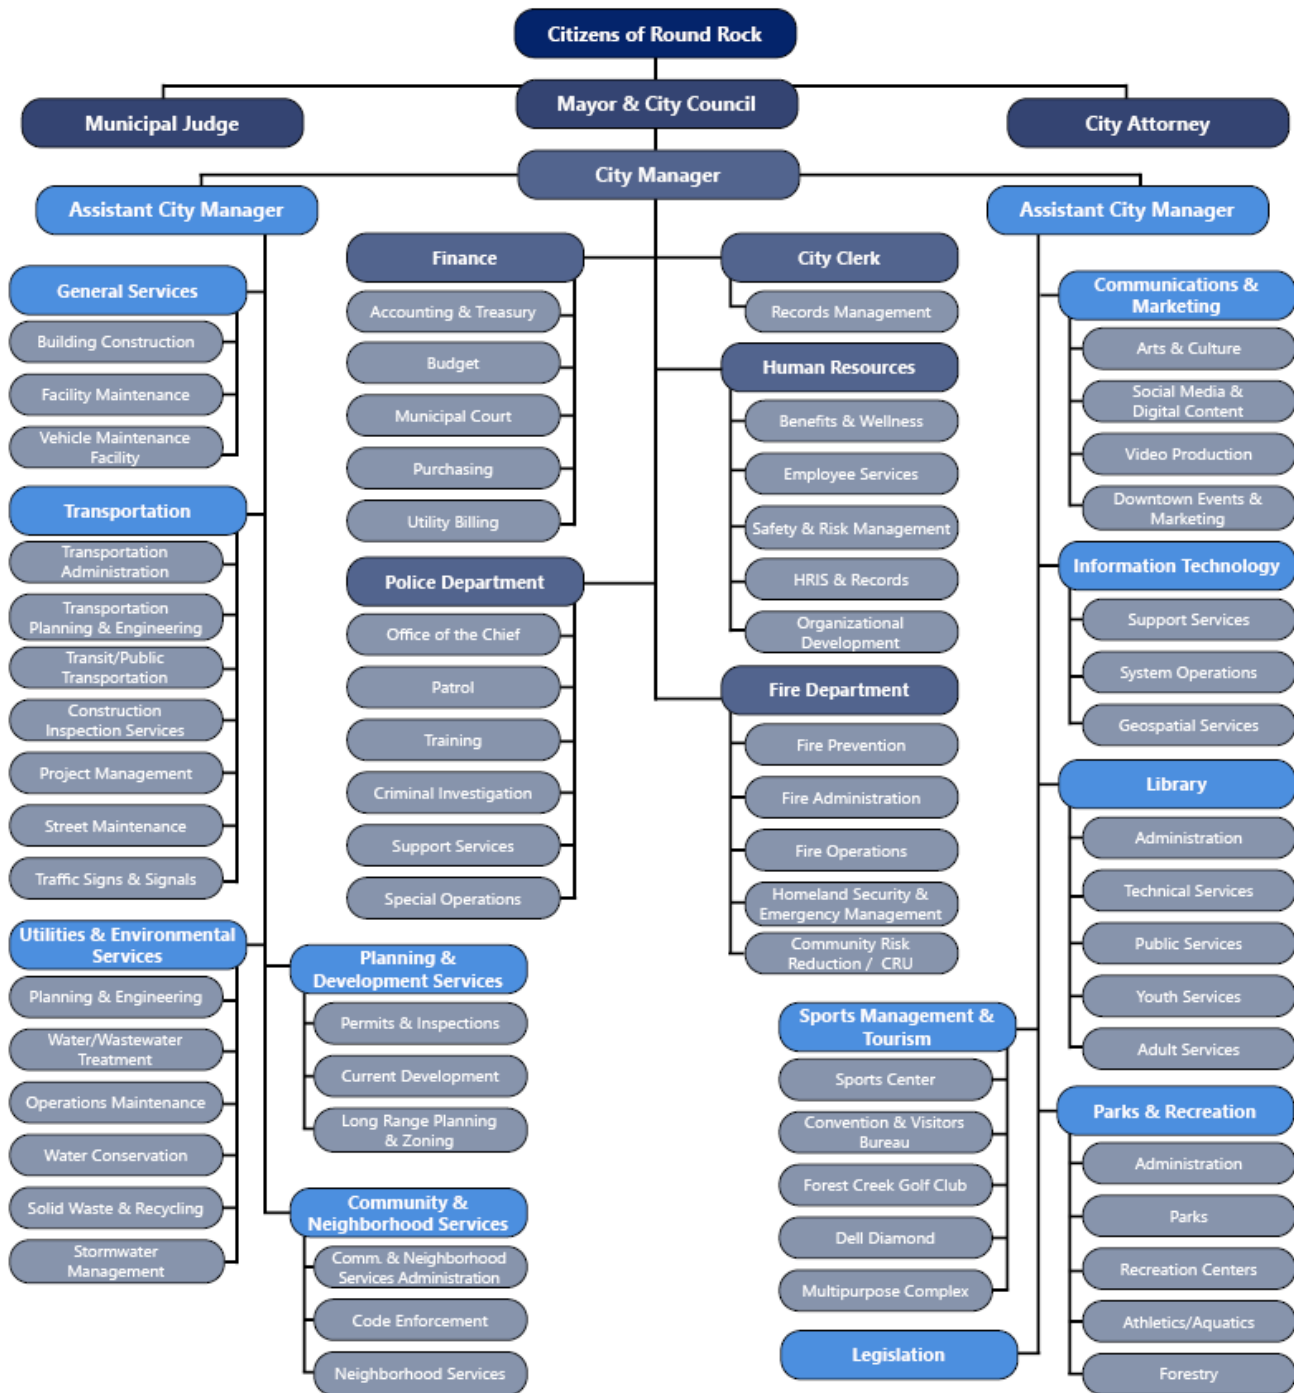 Citizens of Round Rock
Mayor & City Council
Municipal Judge
City Attorney
City Manager
Assistant City Manager
General Services
Building Construction
Facility Maintenance
Vehicle Maintenance
Facility
Transportation
Transportation
Administration
Transportation
Planning & Engineering
Transit/Public
Transportation
Construction
Inspection Services
Project Management
Street Maintenance
Traffic Signs & Signals
Utilities & Environmental
Services
Planning & Engineering
Water/Wastewater
Treatment
Operations Maintenance
Water Conservation
Solid Waste & Recycling
Stormwater
Management
Planning &
Development Services
Permits & Inspections
Current Development
Long Range Planning
& Zoning
Community &
Neighborhood Services
Comm. & Neighborhood
Services Administration
Code Enforcement
Neighborhood Services
Finance
Accounting & Treasury
Budget
Municipal Court
Purchasing
Utility Billing
Police Department
Office of the Chief
Patrol
Training
Criminal Investigation
Support Services
Special Operations
City Clerk
Records Management
Human Resources
Benefits & Wellness
Employee Services
Safety & Risk Management
HRIS & Records
Organizational
Development
Fire Department
Fire Prevention
Fire Administration
Fire Operations
Homeland Security &
Emergency Management
Community Risk
Reduction / CRU
Assistant City Manager
Communications &
Marketing
Arts & Culture
Social Media &
Digital Content
Video Production
Downtown Events &
Marketing
Information Technology
Support Services
System Operations
Geospatial Services
Library
Administration
Technical Services
Public Services
Youth Services
Adult Services
Sports Management &
Tourism
Sports Center
Convention & Visitors
Bureau
Forest Creek Golf Club
Dell Diamond
Multipurpose Complex
Legislation
Parks & Recreation
Administration
Parks
Recreation Centers
Athletics/Aquatics
Forestry